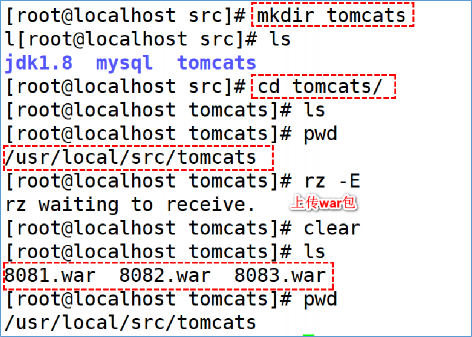 [root@localhost src]# mkdir tomcats
l[root@localhost src]# ls
jdk1.8  mysql  tomcats
[root@localhost src]# cd tomcats/
[root@localhost tomcats]# ls
[root@localhost tomcats]# pwd
/usr/local/src/tomcats
[root@localhost tomcats]# rz -E
rz waiting to receive.  上传war包
[root@localhost tomcats]# clear
[root@localhost tomcats]# ls
8081.war  8082.war  8083.war
[root@localhost tomcats]# pwd
/usr/local/src/tomcats